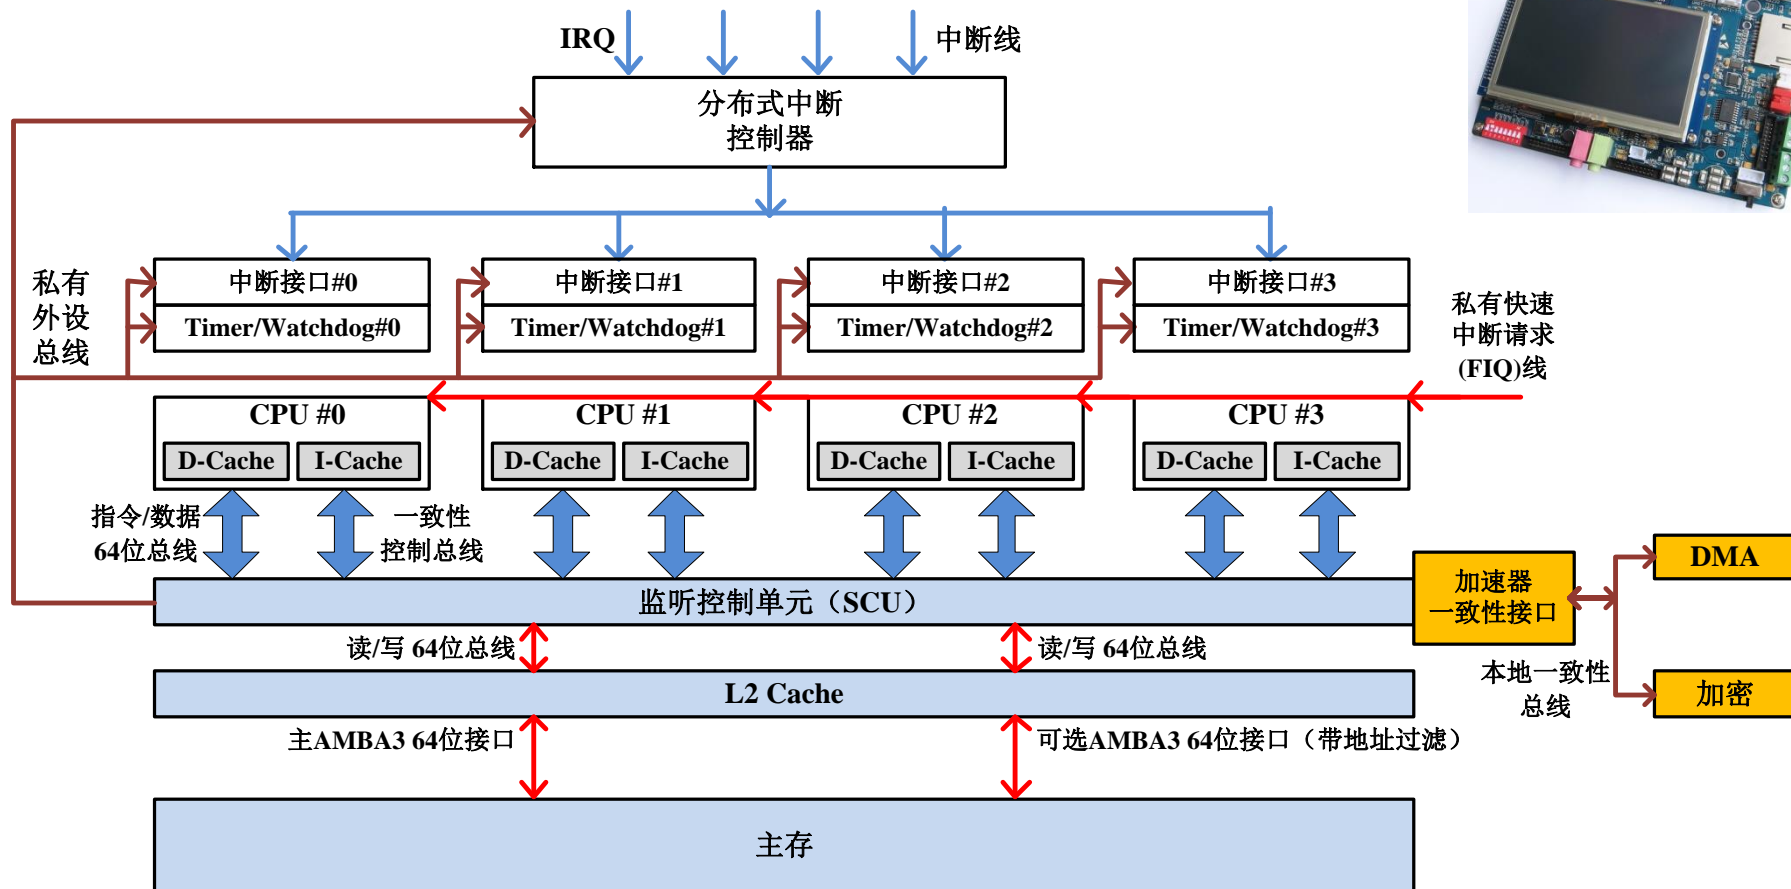 IRQ
中断线
分布式中断
控制器
私有
外设
总线
中断接口#0
中断接口#1
中断接口#2
中断接口#3
Timer/Watchdog#0
Timer/Watchdog#1
Timer/Watchdog#2
Timer/Watchdog#3
私有快速
中断请求
(FIQ)线
CPU #0
CPU #1
CPU #2
CPU #3
D-Cache
I-Cache
D-Cache
I-Cache
D-Cache
I-Cache
D-Cache
I-Cache
指令/数据
64位总线
一致性
控制总线
监听控制单元（SCU）
加速器
一致性接口
DMA
读/写 64位总线
读/写 64位总线
本地一致性
总线
加密
L2 Cache
主AMBA3 64位接口
可选AMBA3 64位接口（带地址过滤）
主存